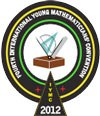 FOURTH INTERNATIONAL YOUNG MATHEMATICIANS' CONVENTION
IYMC
2012